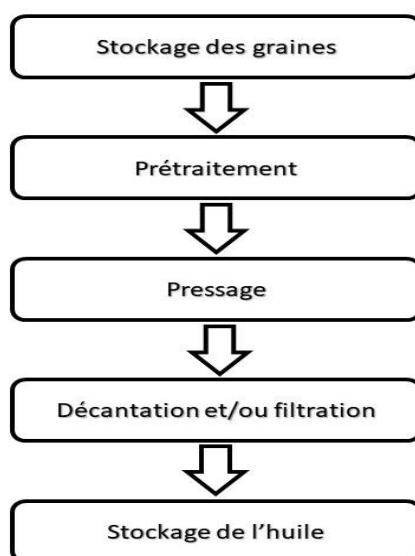 Stockage des graines
Prétraitement
Pressage
Décantation et/ou filtration
Stockage de l’huile